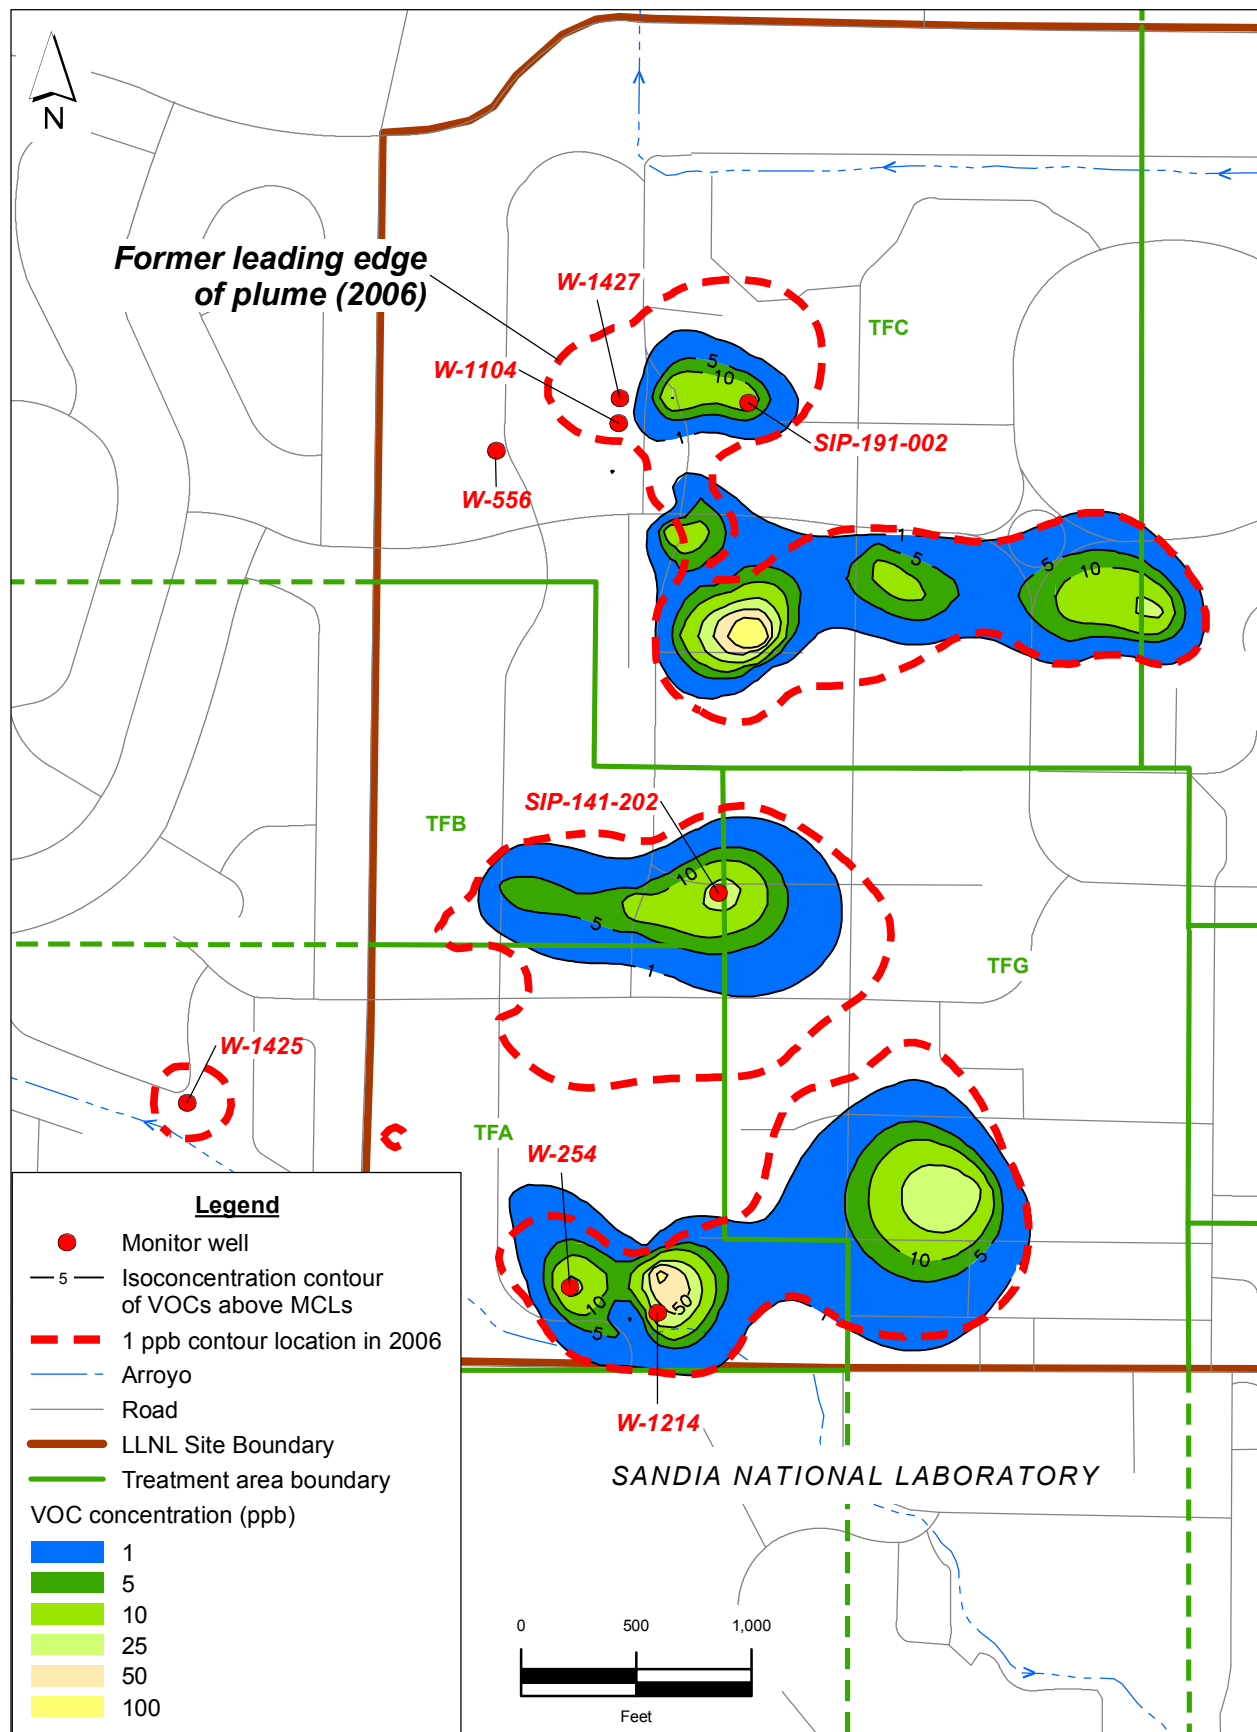 N
Former leading edge
of plume (2006)
W-1427
TFC
W-1104
5
10
1
SIP-191-002
W-556
1
5
5
10
SIP-141-202
TFB
10
5
1
TFG
W-1425
TFA
W-254
10
5
50
10
5
1
W-1214
SANDIA NATIONAL LABORATORY
Legend
Monitor well
5 Isoconcentration contour
of VOCs above MCLs
1 ppb contour location in 2006
Arroyo
Road
LLNL Site Boundary
Treatment area boundary
VOC concentration (ppb)
1
5
10
25
50
100
0 500 1,000
Feet